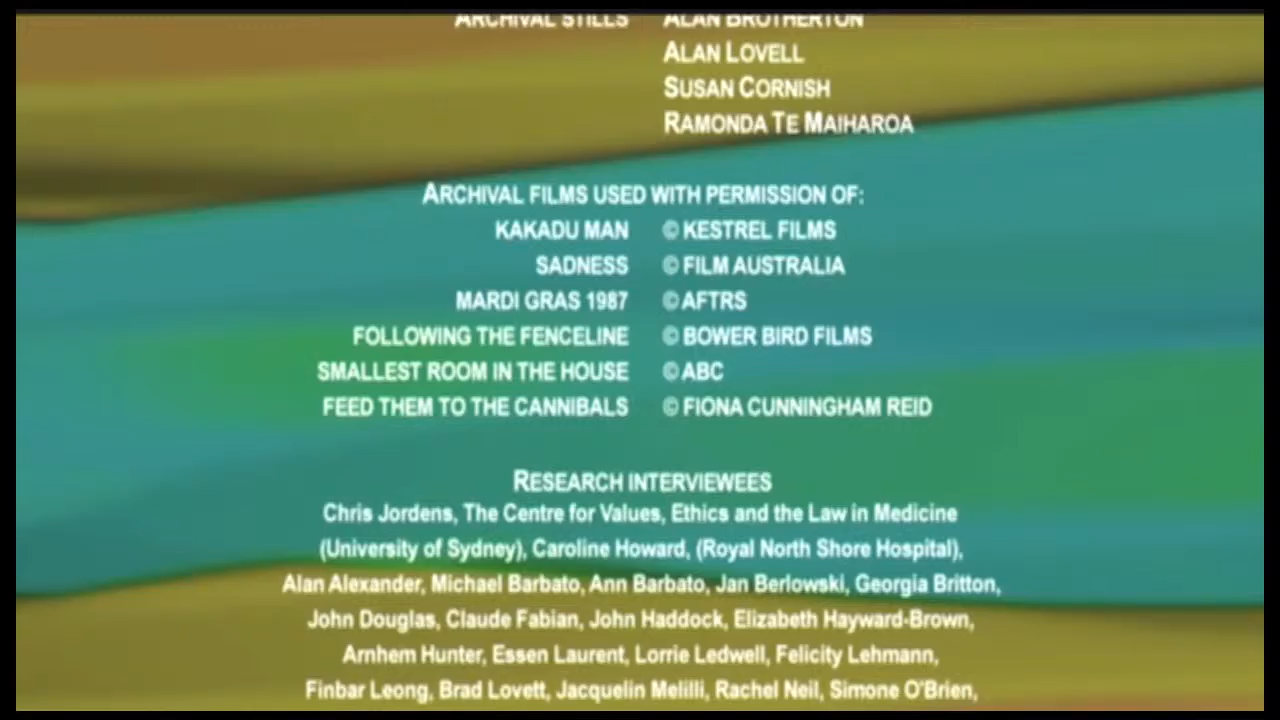 ARCHIVAL STILLS ALAN BROTHERTON
ALAN LOVELL
SUSAN CORNISH
RAMONDA TE MAIHAROA
ARCHIVAL FILMS USED WITH PERMISSION OF:
KAKADU MAN © KESTREL FILMS
SADNESS © FILM AUSTRALIA
MARDI GRAS 1987 © AFTRS
FOLLOWING THE FENCELINE © BOWER BIRD FILMS
SMALLEST ROOM IN THE HOUSE © ABC
FEED THEM TO THE CANNIBALS © FIONA CUNNINGHAM REID
RESEARCH INTERVIEWEES
Chris Jordens, The Centre for Values, Ethics and the Law in Medicine
(University of Sydney), Caroline Howard, (Royal North Shore Hospital),
Alan Alexander, Michael Barbato, Ann Barbato, Jan Berlowski, Georgia Britton,
John Douglas, Claude Fabian, John Haddock, Elizabeth Hayward-Brown,
Arnhem Hunter, Essen Laurent, Lorrie Ledwell, Felicity Lehmann,
Finbar Leong, Brad Lovett, Jacquelin Melilli, Rachel Neil, Simone O'Brien,